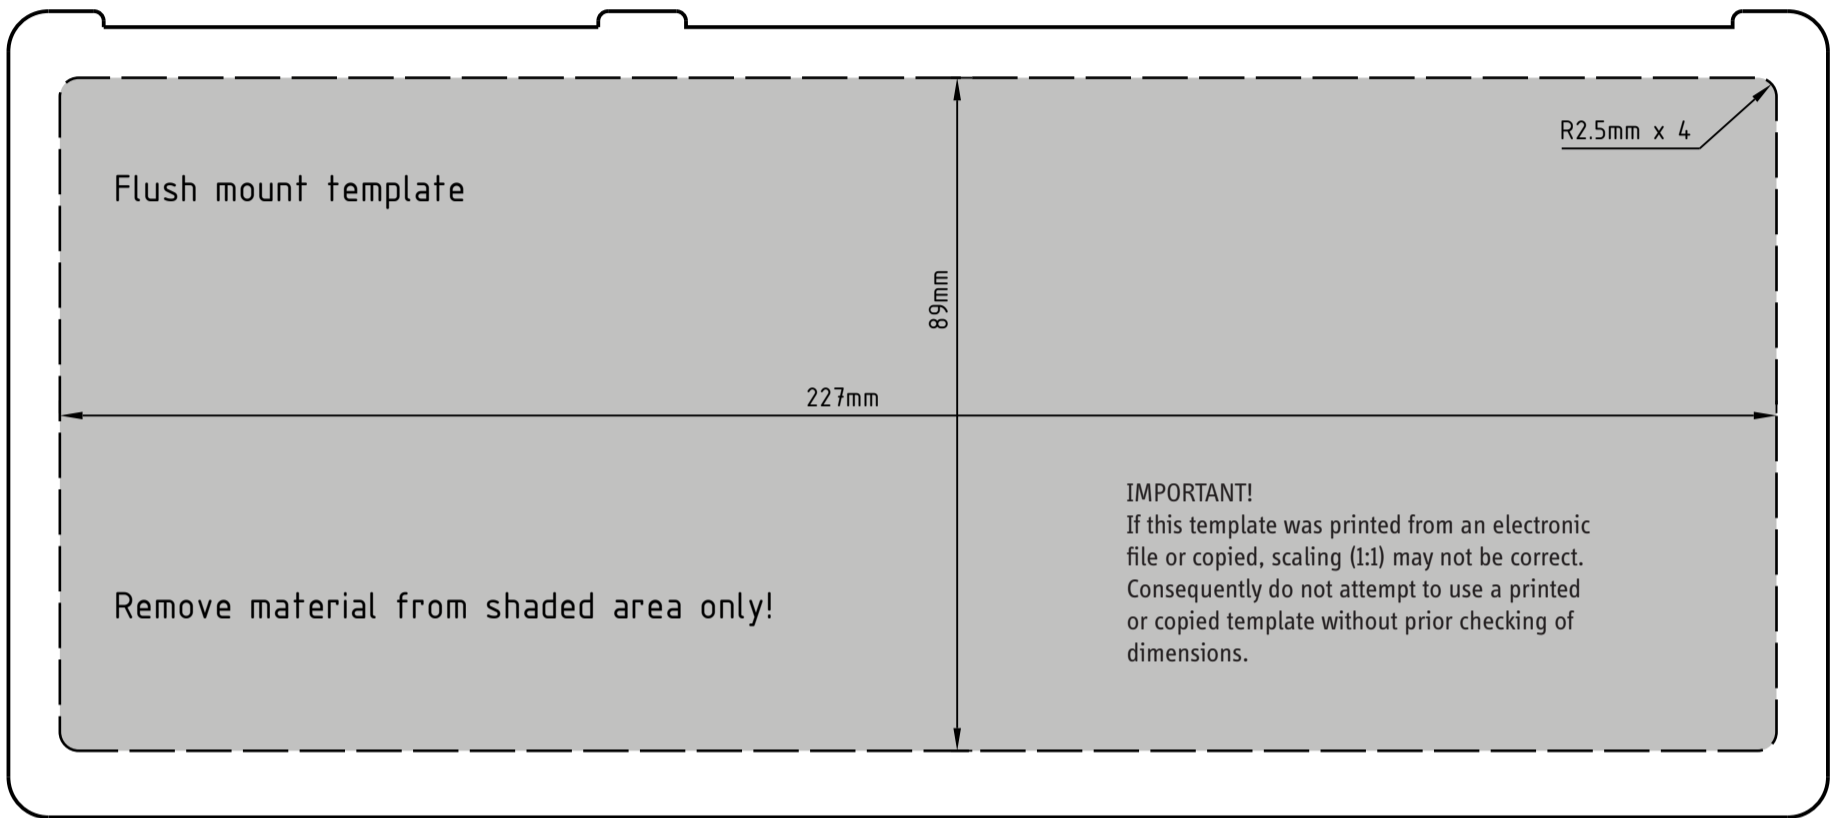 R2.5mm x 4
Flush mount template
89mm
227mm
IMPORTANT!
If this template was printed from an electronic
file or copied, scaling (1:1) may not be correct.
Consequently do not attempt to use a printed
or copied template without prior checking of
dimensions.
Remove material from shaded area only!